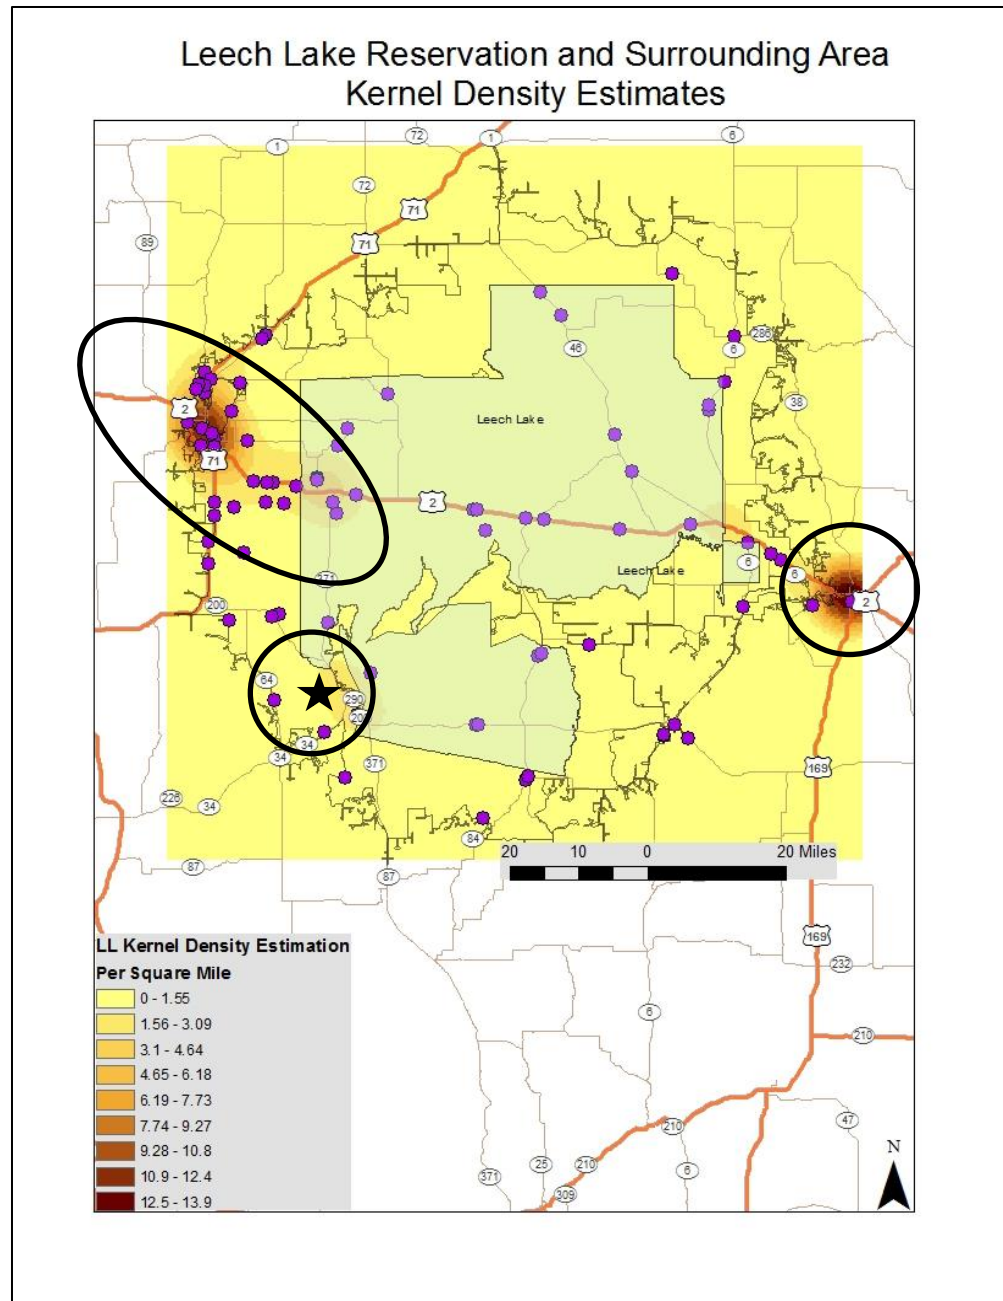 Leech Lake Reservation and Surrounding Area
Kernel Density Estimates
72
1
6
1
72
71
71
89
286
6
46
38
2
Leech Lake
71
2
Leech Lake
6
6
371
2
200
64
290
34
34
371
169
226
34
84
20 10 0 20 Miles
87
87
169
232
LL Kernel Density Estimation
Per Square Mile
0 - 1.55
1.56 - 3.09
3.1 - 4.64
4.65 - 6.18
6.19 - 7.73
7.74 - 9.27
9.28 - 10.8
10.9 - 12.4
12.5 - 13.9
6
210
47
210
N
371
25
210
6
309